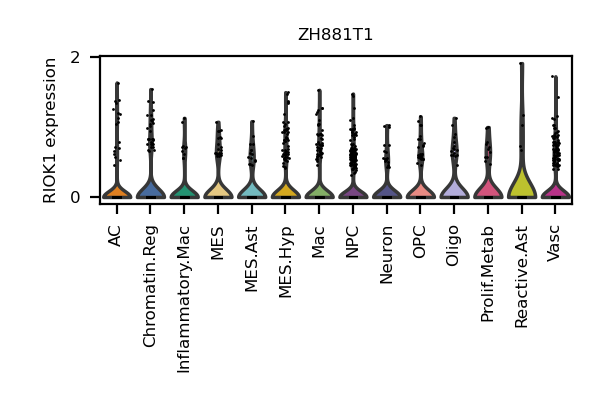 ZH881T1
RIOK1 expression
2
0
AC
Chromatin.Reg
Inflammatory.Mac
MES
MES.Ast
MES.Hyp
Mac
NPC
Neuron
OPC
Oligo
Prolif.Metab
Reactive.Ast
Vasc